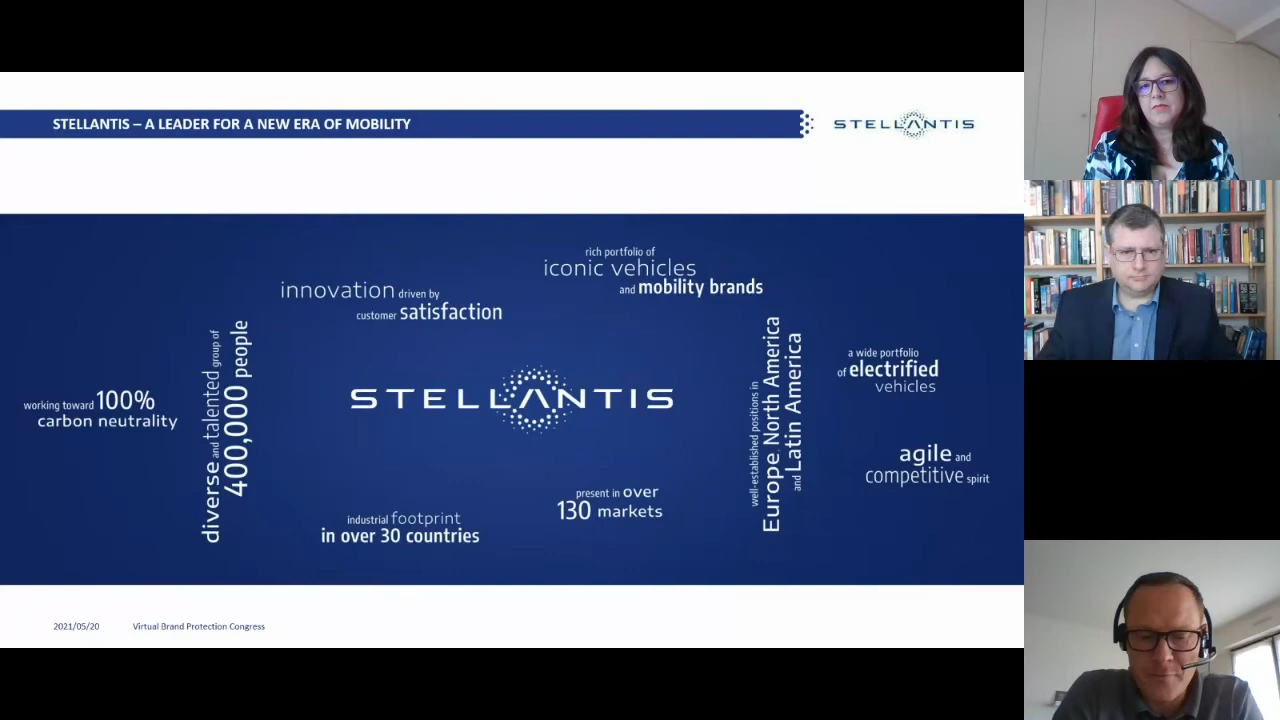 STELLANTIS – A LEADER FOR A NEW ERA OF MOBILITY
STELLANTIS
rich portfolio of
iconic vehicles
and mobility brands
innovation driven by
customer satisfaction
diverse and talented group of
400,000 people
working toward 100%
carbon neutrality
STELLANTIS
well-established positions in
Europe, North America
and Latin America
a wide portfolio
of electrified
vehicles
agile and
competitive spirit
present in over
130 markets
industrial footprint
in over 30 countries
2021/05/20 Virtual Brand Protection Congress